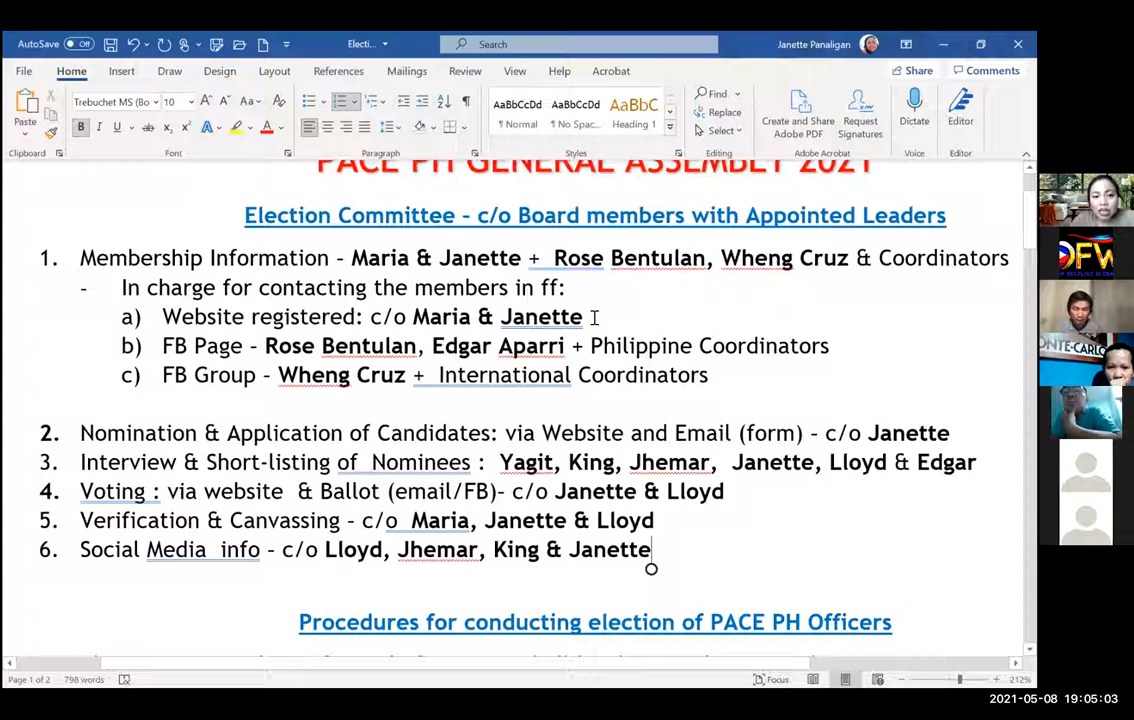 AutoSave Off Electi... Search Janette Panaligan
File Home Insert Draw Design Layout References Mailings Review View Help Acrobat Share Comments
Paste Trebuchet MS (Bo 10 Aa AaBbCcDd AaBbCcDd AaBbC Find Replace Select Create and Share Adobe PDF Request Signatures Dictate Editor
¶ Normal ¶ No Spac... Heading 1
Clipboard Font Paragraph Styles Editing Adobe Acrobat Voice Editor
PACE PH GENERAL ASSEMBLY 2021
Election Committee – c/o Board members with Appointed Leaders
1. Membership Information – Maria & Janette + Rose Bentulan, Wheng Cruz & Coordinators
- In charge for contacting the members in ff:
a) Website registered: c/o Maria & Janette
b) FB Page – Rose Bentulan, Edgar Aparri + Philippine Coordinators
c) FB Group – Wheng Cruz + International Coordinators
2. Nomination & Application of Candidates: via Website and Email (form) – c/o Janette
3. Interview & Short-listing of Nominees : Yagit, King, Jhemar, Janette, Lloyd & Edgar
4. Voting : via website & Ballot (email/FB)– c/o Janette & Lloyd
5. Verification & Canvassing – c/o Maria, Janette & Lloyd
6. Social Media info – c/o Lloyd, Jhemar, King & Janette
Procedures for conducting election of PACE PH Officers
Page 1 of 2 798 words Focus 212%
OFW
MONTE-CARLO
2021-05-08 19:05:03